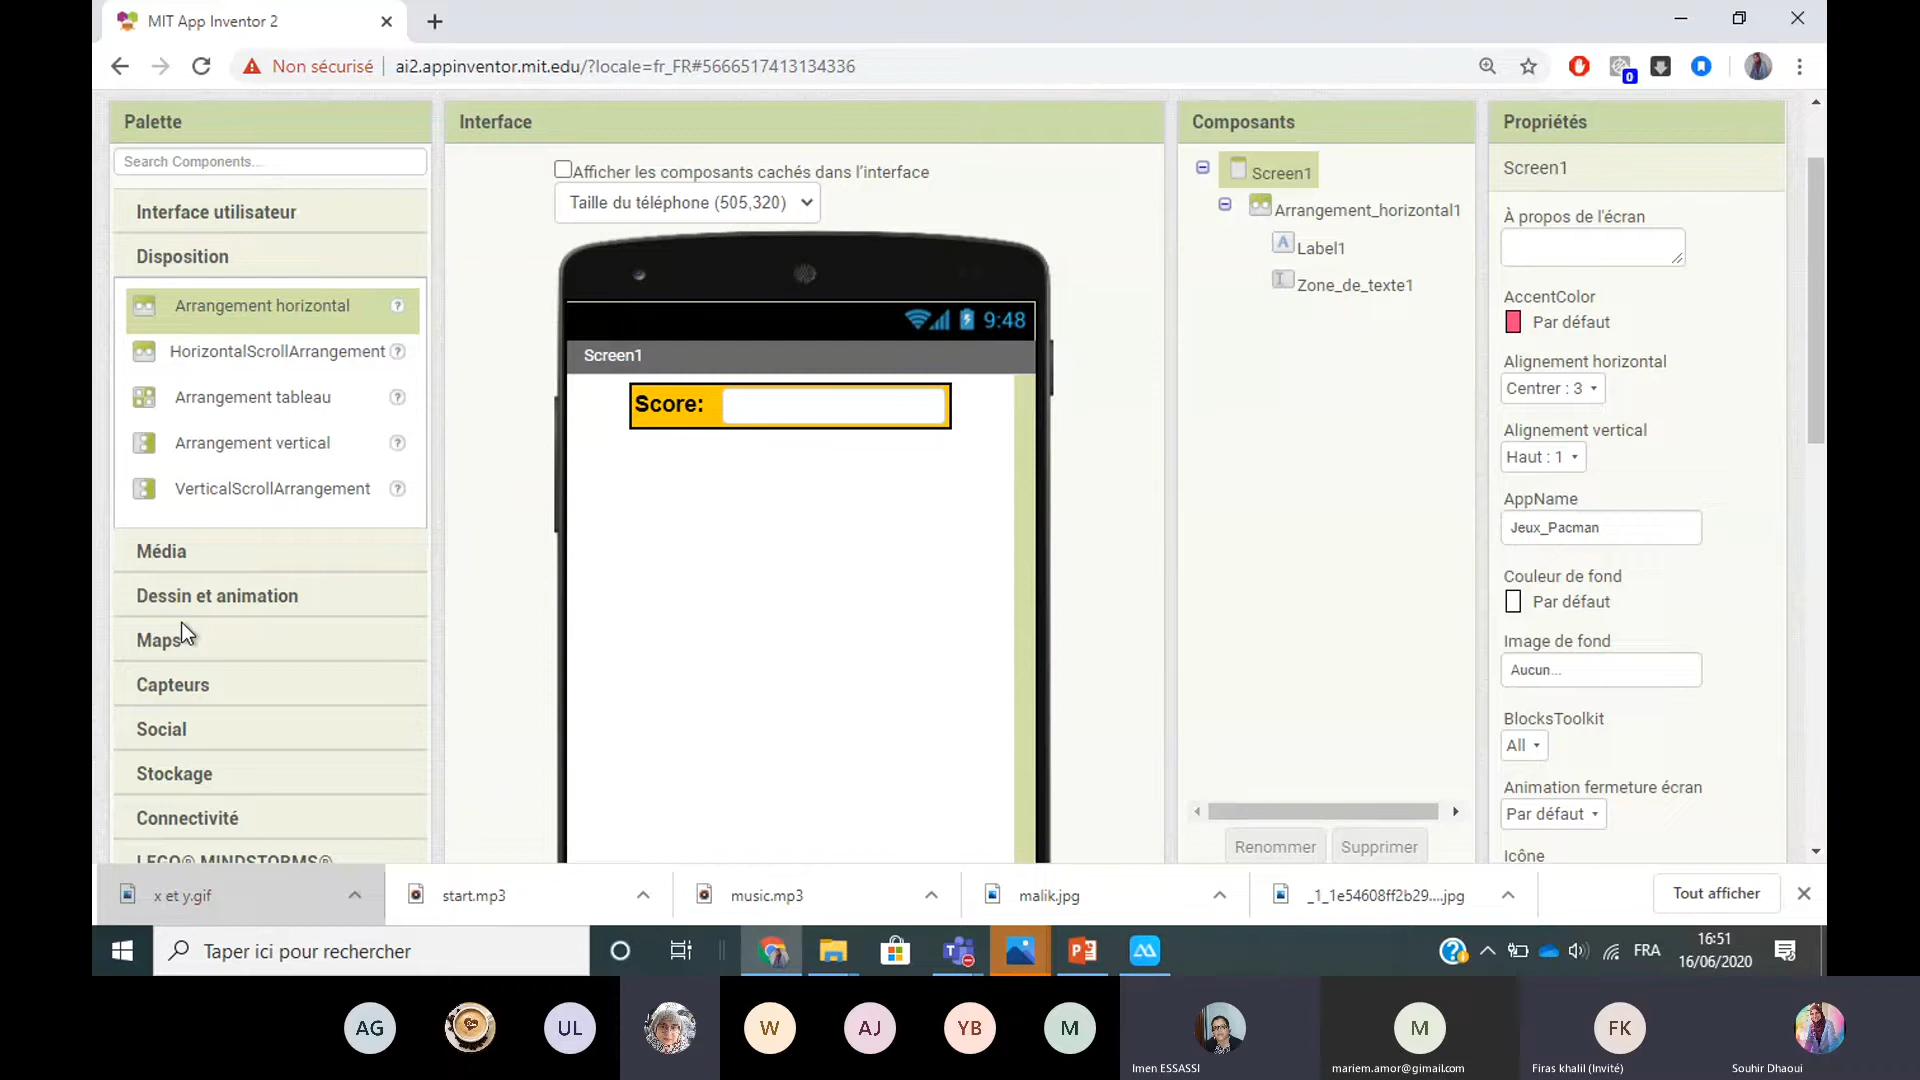 MIT App Inventor 2
Non sécurisé
ai2.appinventor.mit.edu/?locale=fr_FR#5666517413134336
0
Palette
Interface
Composants
Propriétés
Search Components...
Interface utilisateur
Disposition
Arrangement horizontal
HorizontalScrollArrangement
Arrangement tableau
Arrangement vertical
VerticalScrollArrangement
Média
Dessin et animation
Maps
Capteurs
Social
Stockage
Connectivité
LEGO® MINDSTORMS®
Afficher les composants cachés dans l'interface
Taille du téléphone (505,320)
9:48
Screen1
Score:
Screen1
Arrangement_horizontal1
Label1
Zone_de_texte1
Renommer
Supprimer
Screen1
À propos de l'écran
AccentColor
Par défaut
Alignement horizontal
Centrer : 3
Alignement vertical
Haut : 1
AppName
Jeux_Pacman
Couleur de fond
Par défaut
Image de fond
Aucun...
BlocksToolkit
All
Animation fermeture écran
Par défaut
Icône
x et y.gif
start.mp3
music.mp3
malik.jpg
_1_1e54608ff2b29....jpg
Tout afficher
Taper ici pour rechercher
FRA
16:51
16/06/2020
AG
UL
W
AJ
YB
M
Imen ESSASSI
M
mariem.amor@gimail.com
FK
Firas khalil (Invité)
Souhir Dhaoui